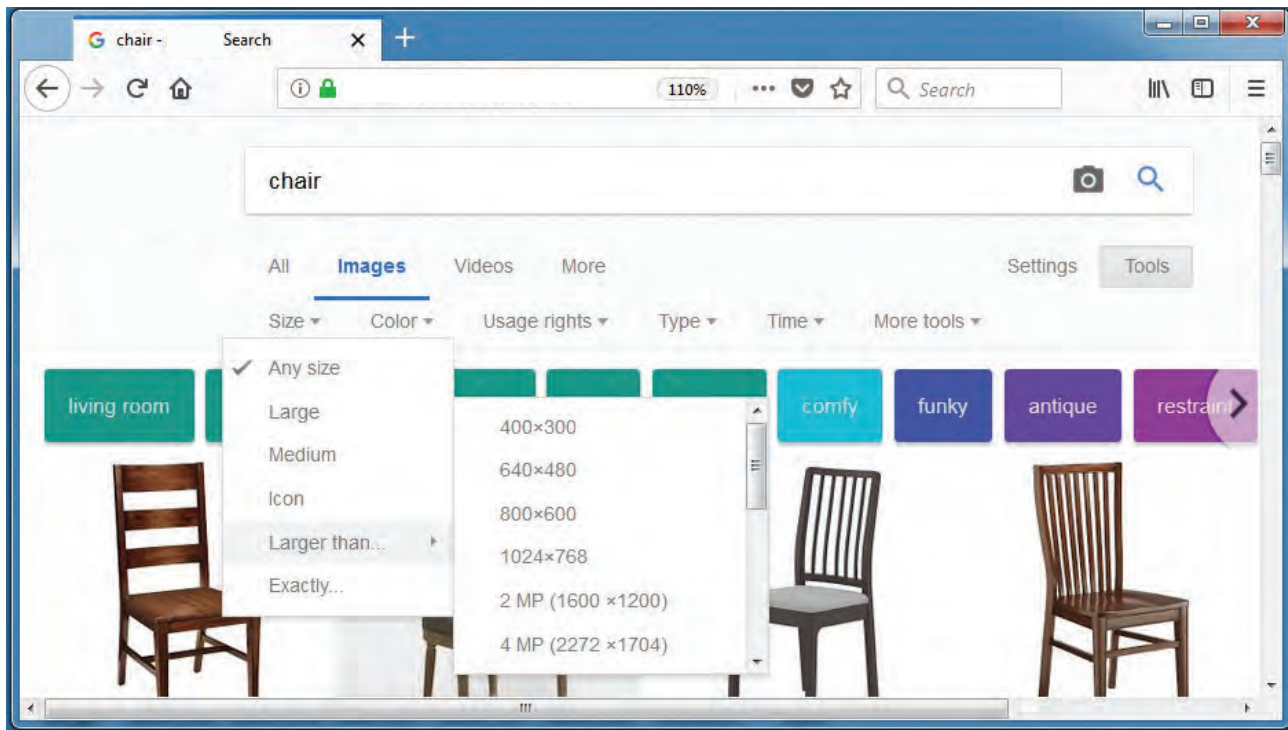 chair - Search
110% Search
chair
All Images Videos More Settings Tools
Size Color Usage rights Type Time More tools
Any size
Large
Medium
Icon
Larger than...
Exactly...
living room comfy funky antique restraint
400×300
640×480
800×600
1024×768
2 MP (1600 ×1200)
4 MP (2272 ×1704)